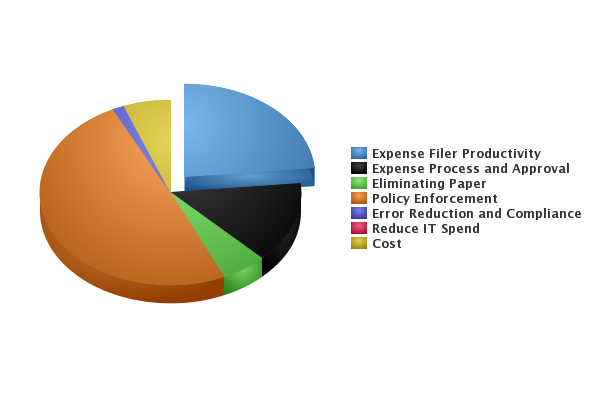 Expense Filer Productivity
Expense Process and Approval
Eliminating Paper
Policy Enforcement
Error Reduction and Compliance
Reduce IT Spend
Cost